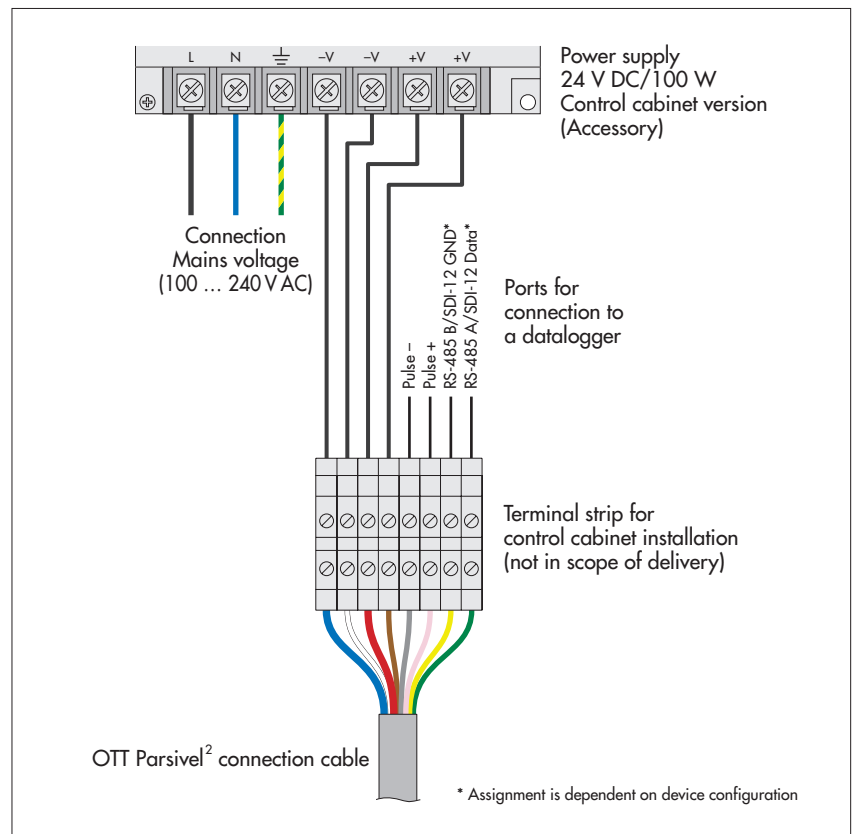 L N –V –V +V +V
Power supply
24 V DC/100 W
Control cabinet version
(Accessory)
Connection
Mains voltage
(100 ... 240 V AC)
Pulse –
Pulse +
RS-485 B/SDI-12 GND*
RS-485 A/SDI-12 Data*
Ports for
connection to
a datalogger
Terminal strip for
control cabinet installation
(not in scope of delivery)
OTT Parsivel² connection cable
* Assignment is dependent on device configuration